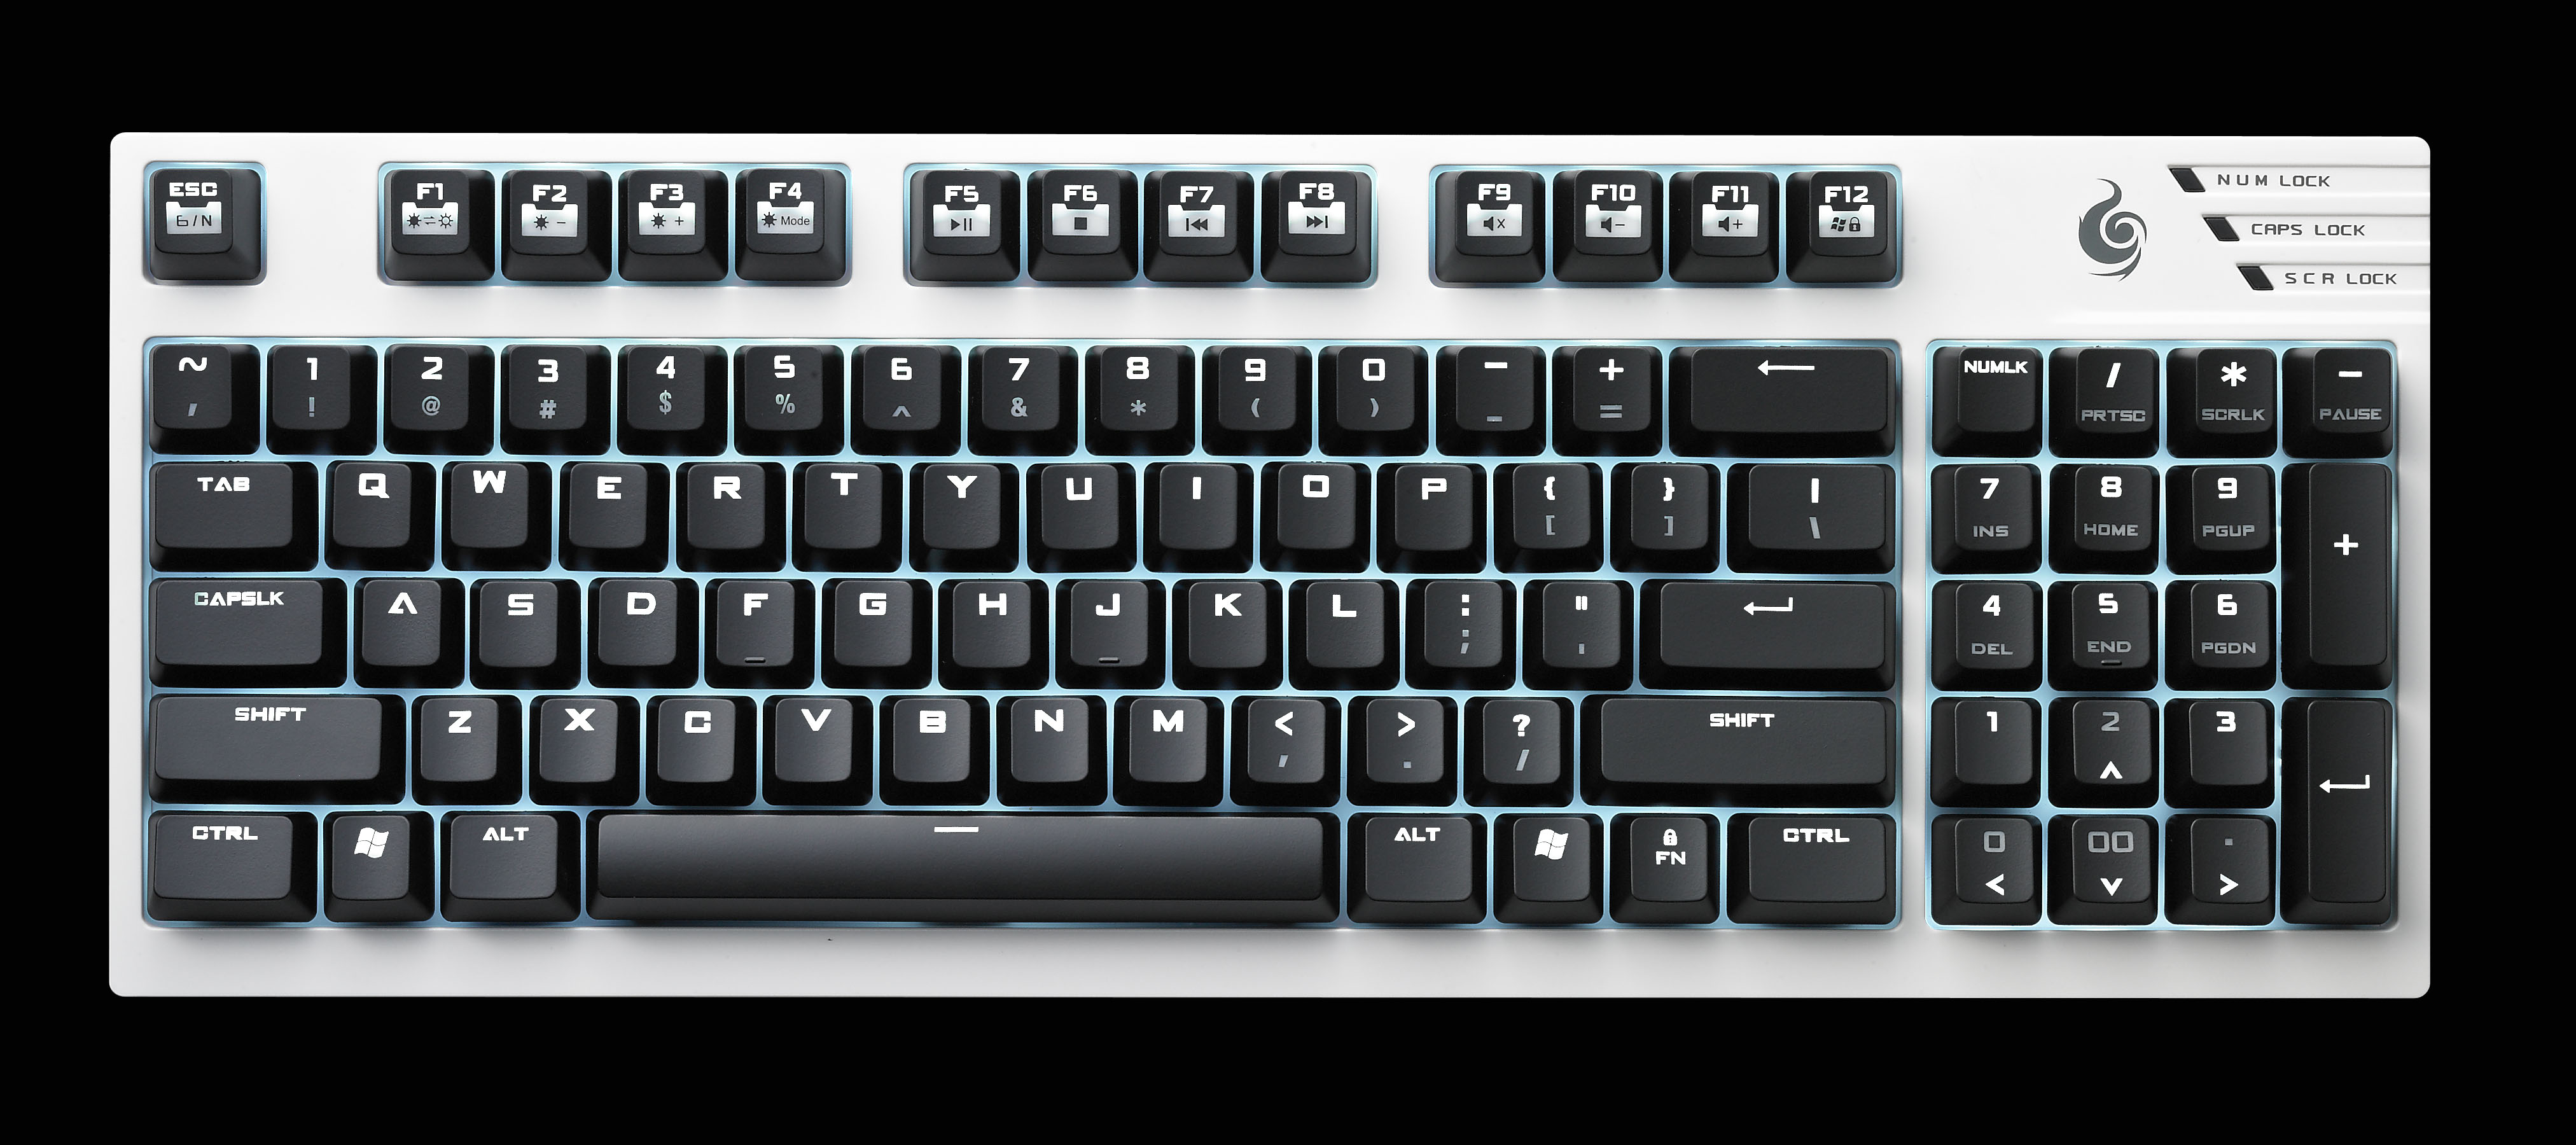 ESC F1 F2 F3 F4 F5 F6 F7 F8 F9 F10 F11 F12
6/N - + Mode x - +
NUM LOCK
CAPS LOCK
SCR LOCK
~ 1 2 3 4 5 6 7 8 9 0 - + ← NUMLK / * -
, ! @ # $ % ^ & * ( ) _ = PRTSC SCRLK PAUSE
TAB Q W E R T Y U I O P { } | 7 8 9 +
[ ] \ INS HOME PGUP
CAPSLK A S D F G H J K L : " ↵ 4 5 6
; ' DEL END PGDN
SHIFT Z X C V B N M < > ? SHIFT 1 2 3 ↵
, . / ^
CTRL ALT ALT FN CTRL 0 00 .
< v >